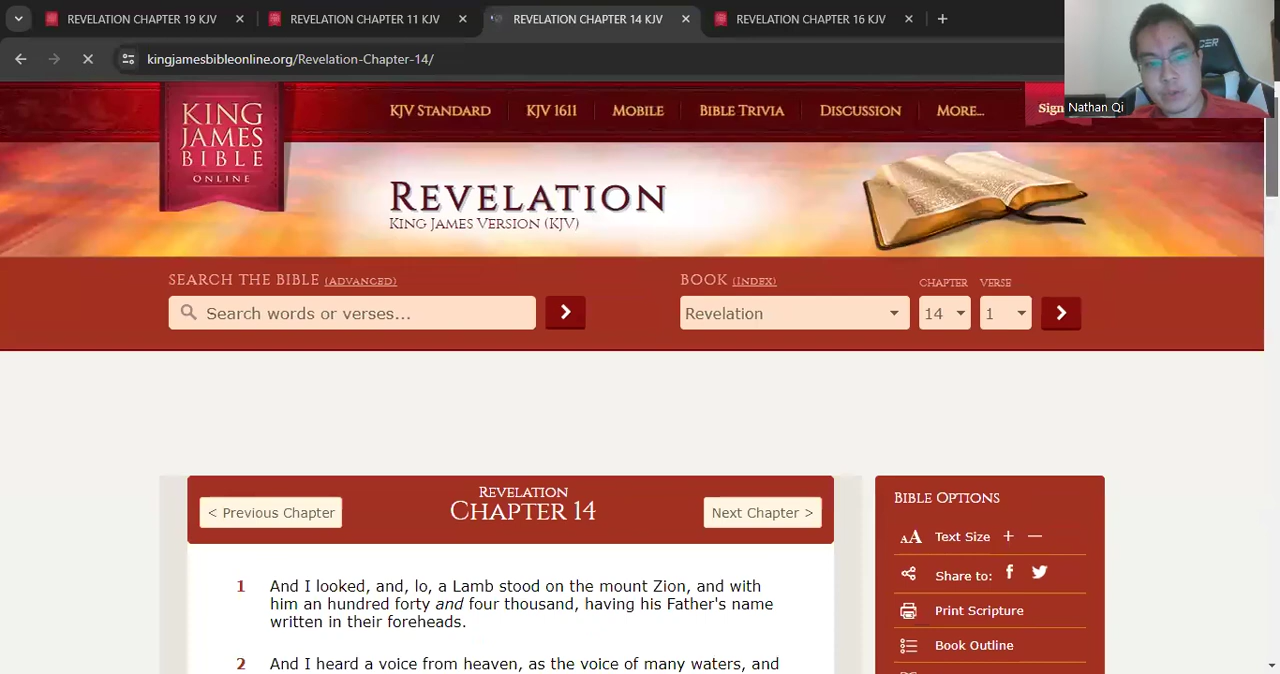 REVELATION CHAPTER 19 KJV
REVELATION CHAPTER 11 KJV
REVELATION CHAPTER 14 KJV
REVELATION CHAPTER 16 KJV
kingjamesbibleonline.org/Revelation-Chapter-14/
Nathan Qi
KING
JAMES
BIBLE
ONLINE
KJV STANDARD
KJV 1611
MOBILE
BIBLE TRIVIA
DISCUSSION
MORE...
Sign
REVELATION
KING JAMES VERSION (KJV)
SEARCH THE BIBLE (ADVANCED)
Search words or verses...
BOOK (INDEX)
CHAPTER
VERSE
Revelation
14
1
< Previous Chapter
REVELATION
CHAPTER 14
Next Chapter >
1 And I looked, and, lo, a Lamb stood on the mount Zion, and with
him an hundred forty and four thousand, having his Father's name
written in their foreheads.
2 And I heard a voice from heaven, as the voice of many waters, and
BIBLE OPTIONS
AA Text Size + —
Share to:
Print Scripture
Book Outline